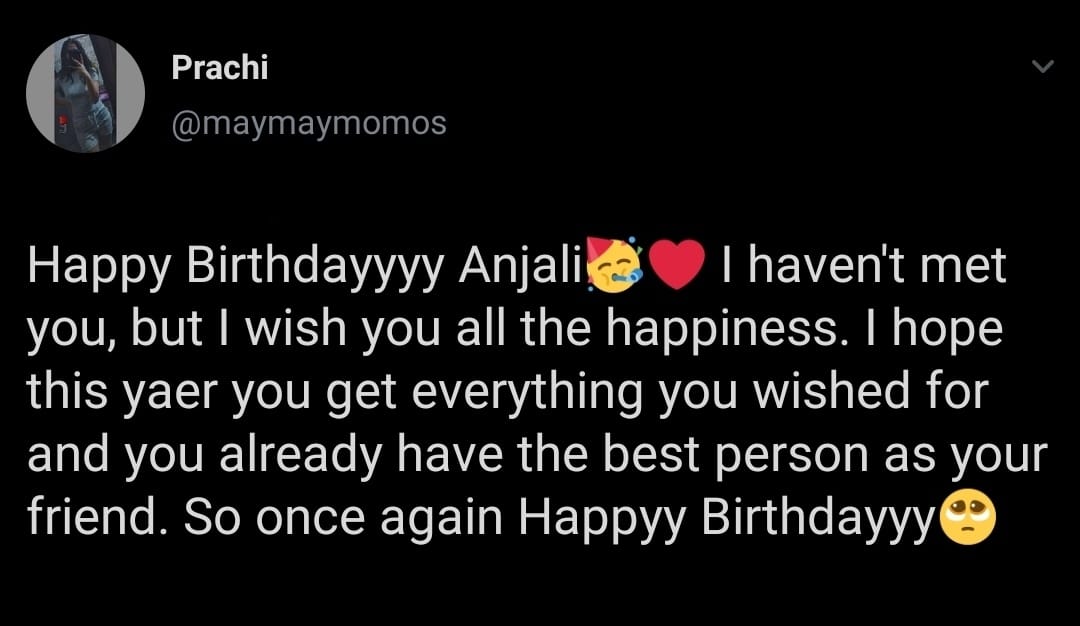 Prachi
@maymaymomos
Happy Birthdayyyy Anjali🥳❤️ I haven't met
you, but I wish you all the happiness. I hope
this yaer you get everything you wished for
and you already have the best person as your
friend. So once again Happyy Birthdayyy🥺